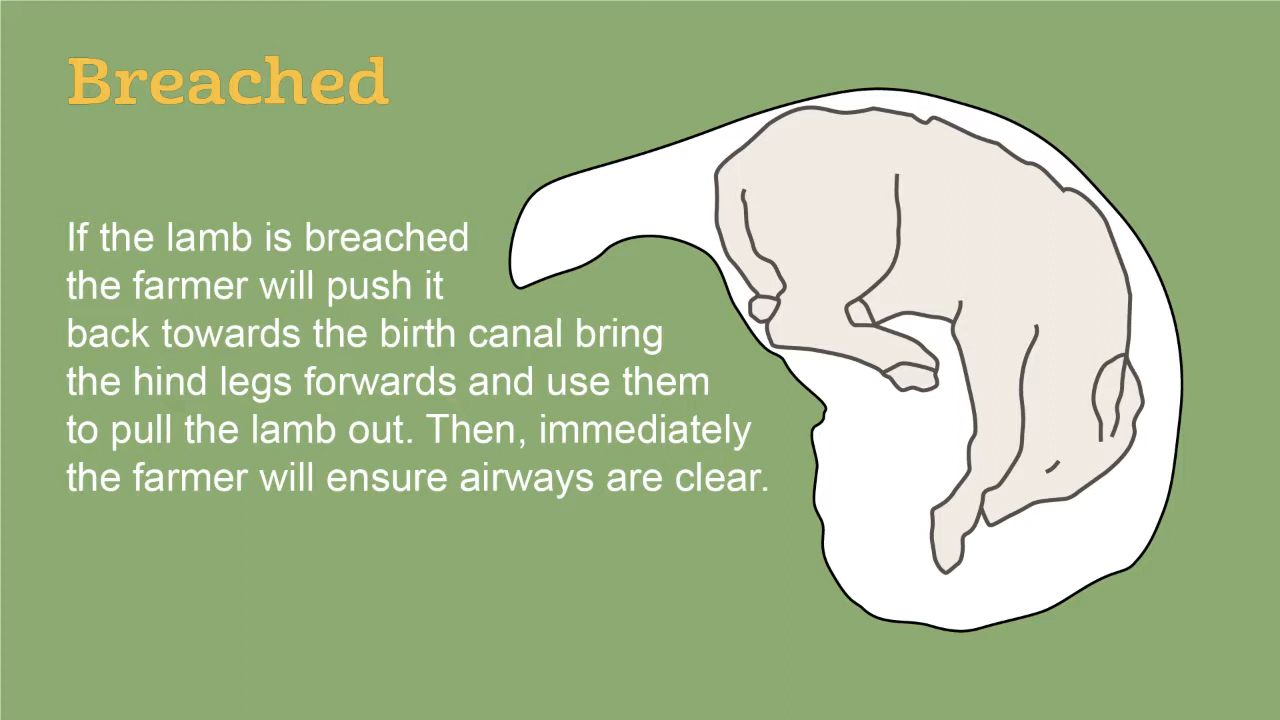 Breached
If the lamb is breached
the farmer will push it
back towards the birth canal bring
the hind legs forwards and use them
to pull the lamb out. Then, immediately
the farmer will ensure airways are clear.